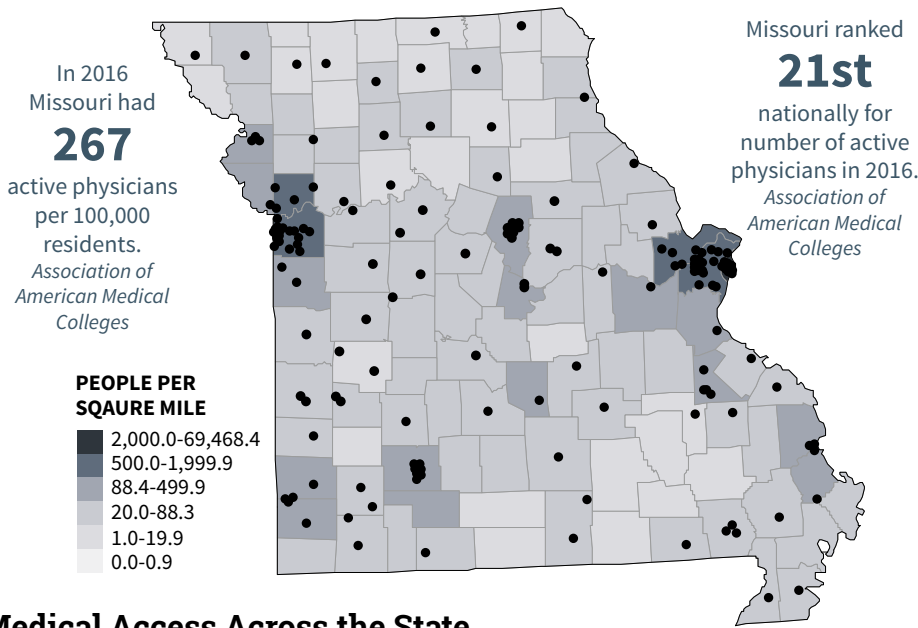 In 2016
Missouri had
267
active physicians
per 100,000
residents.
Association of
American Medical
Colleges
Missouri ranked
21st
nationally for
number of active
physicians in 2016.
Association of
American Medical
Colleges
PEOPLE PER
SQAURE MILE
2,000.0-69,468.4
500.0-1,999.9
88.4-499.9
20.0-88.3
1.0-19.9
0.0-0.9
Medical Access Across the State